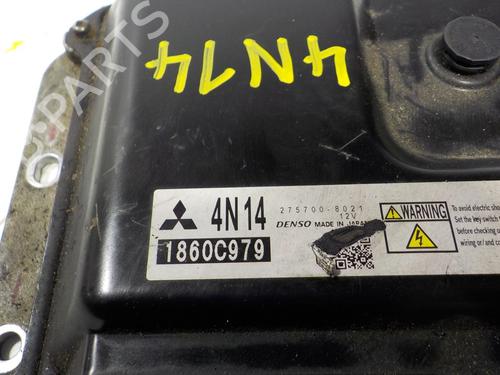 4N14
4N14
275700-8021
12V
DENSO MADE IN JAPAN
1860C979
WARNING
To avoid electric sho
Set the key switch t
before checking
wiring and/or
PARTS